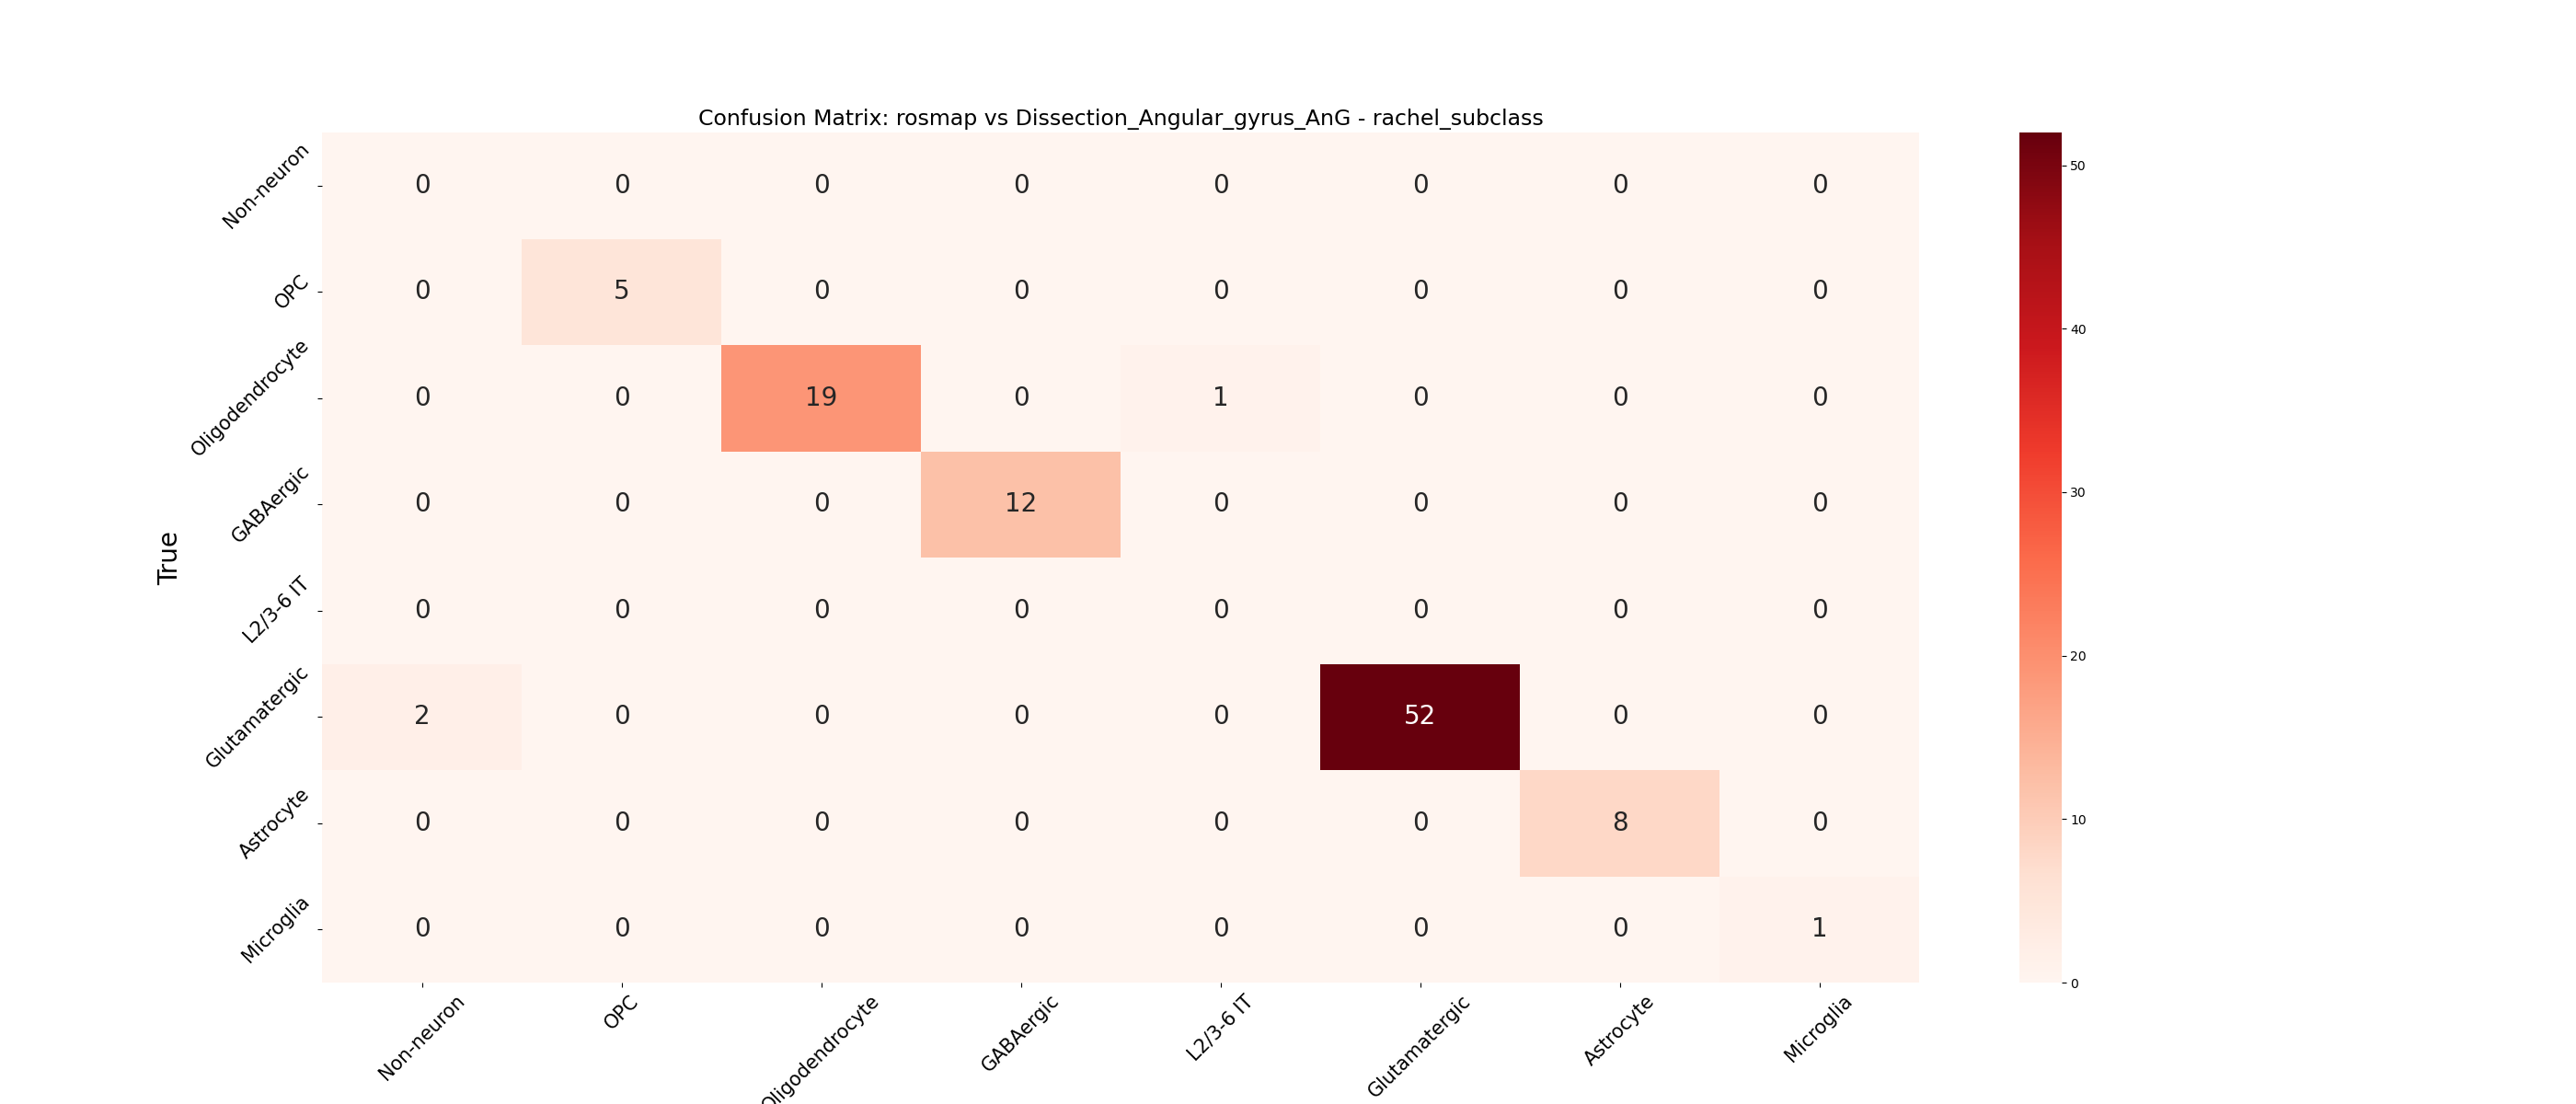 Confusion Matrix: rosmap vs Dissection_Angular_gyrus_AnG - rachel_subclass
True
Non-neuron 0 0 0 0 0 0 0 0
OPC 0 5 0 0 0 0 0 0
Oligodendrocyte 0 0 19 0 1 0 0 0
GABAergic 0 0 0 12 0 0 0 0
L2/3-6 IT 0 0 0 0 0 0 0 0
Glutamatergic 2 0 0 0 0 52 0 0
Astrocyte 0 0 0 0 0 0 8 0
Microglia 0 0 0 0 0 0 0 1
Non-neuron OPC Oligodendrocyte GABAergic L2/3-6 IT Glutamatergic Astrocyte Microglia
50
40
30
20
10
0